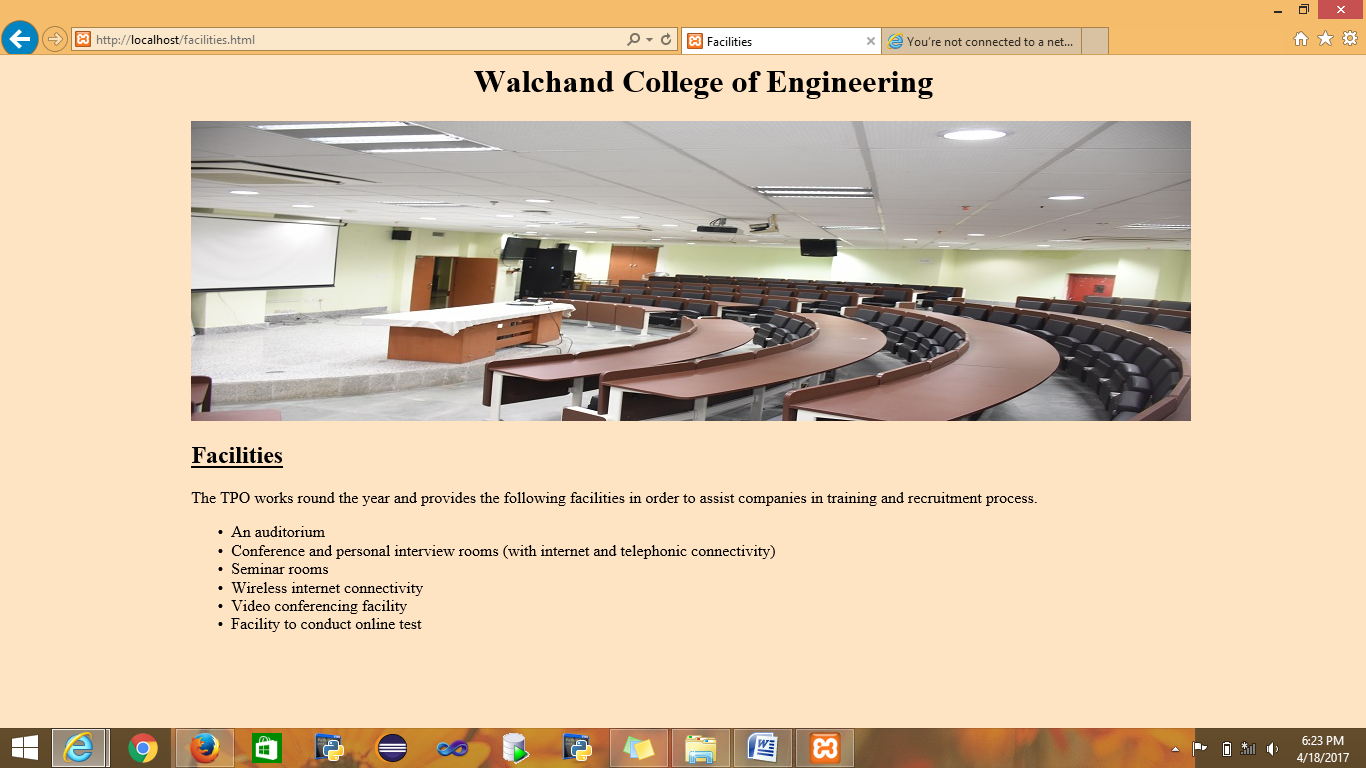 http://localhost/facilities.html
Facilities
You're not connected to a net...
Walchand College of Engineering
Facilities
The TPO works round the year and provides the following facilities in order to assist companies in training and recruitment process.
• An auditorium
• Conference and personal interview rooms (with internet and telephonic connectivity)
• Seminar rooms
• Wireless internet connectivity
• Video conferencing facility
• Facility to conduct online test
6:23 PM
4/18/2017